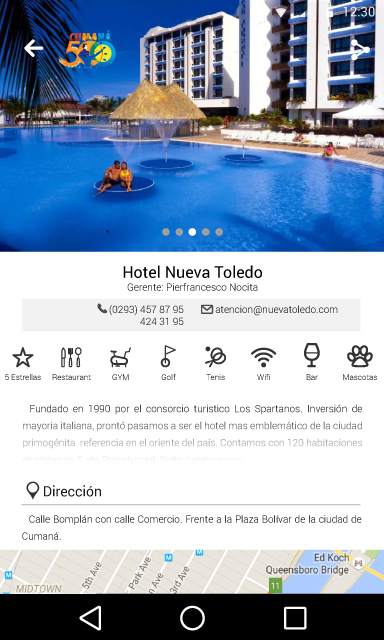 12:30
CUMANÁ
500
Hotel Nueva Toledo
Gerente: Pierfrancesco Nocita
(0293) 457 87 95
424 31 95
atencion@nuevatoledo.com
5 Estrellas
Restaurant
GYM
Golf
Tenis
Wifi
Bar
Mascotas
Fundado en 1990 por el consorcio turistico Los Spartanos. Inversión de
mayoria italiana, prontó pasamos a ser el hotel mas emblemático de la ciudad
primogénita referencia en el oriente del país. Contamos con 120 habitaciones
Dirección
Calle Bomplán con calle Comercio. Frente a la Plaza Bolívar de la ciudad de
Cumaná.
MIDTOWN
5th Ave
Park Ave
3rd Ave
Ed Koch
Queensboro Bridge
11